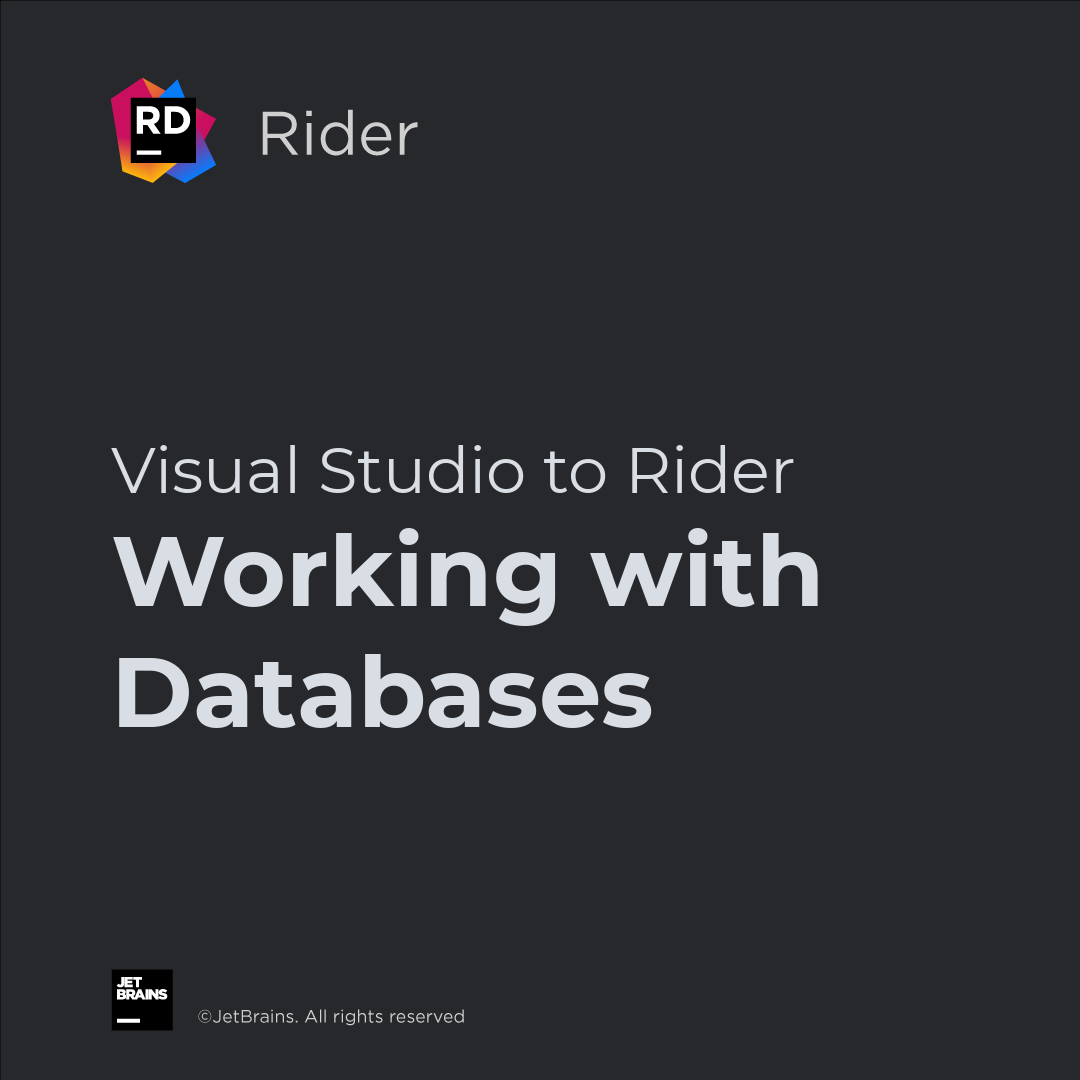 RD
Rider
Visual Studio to Rider
Working with
Databases
JET
BRAINS
©JetBrains. All rights reserved